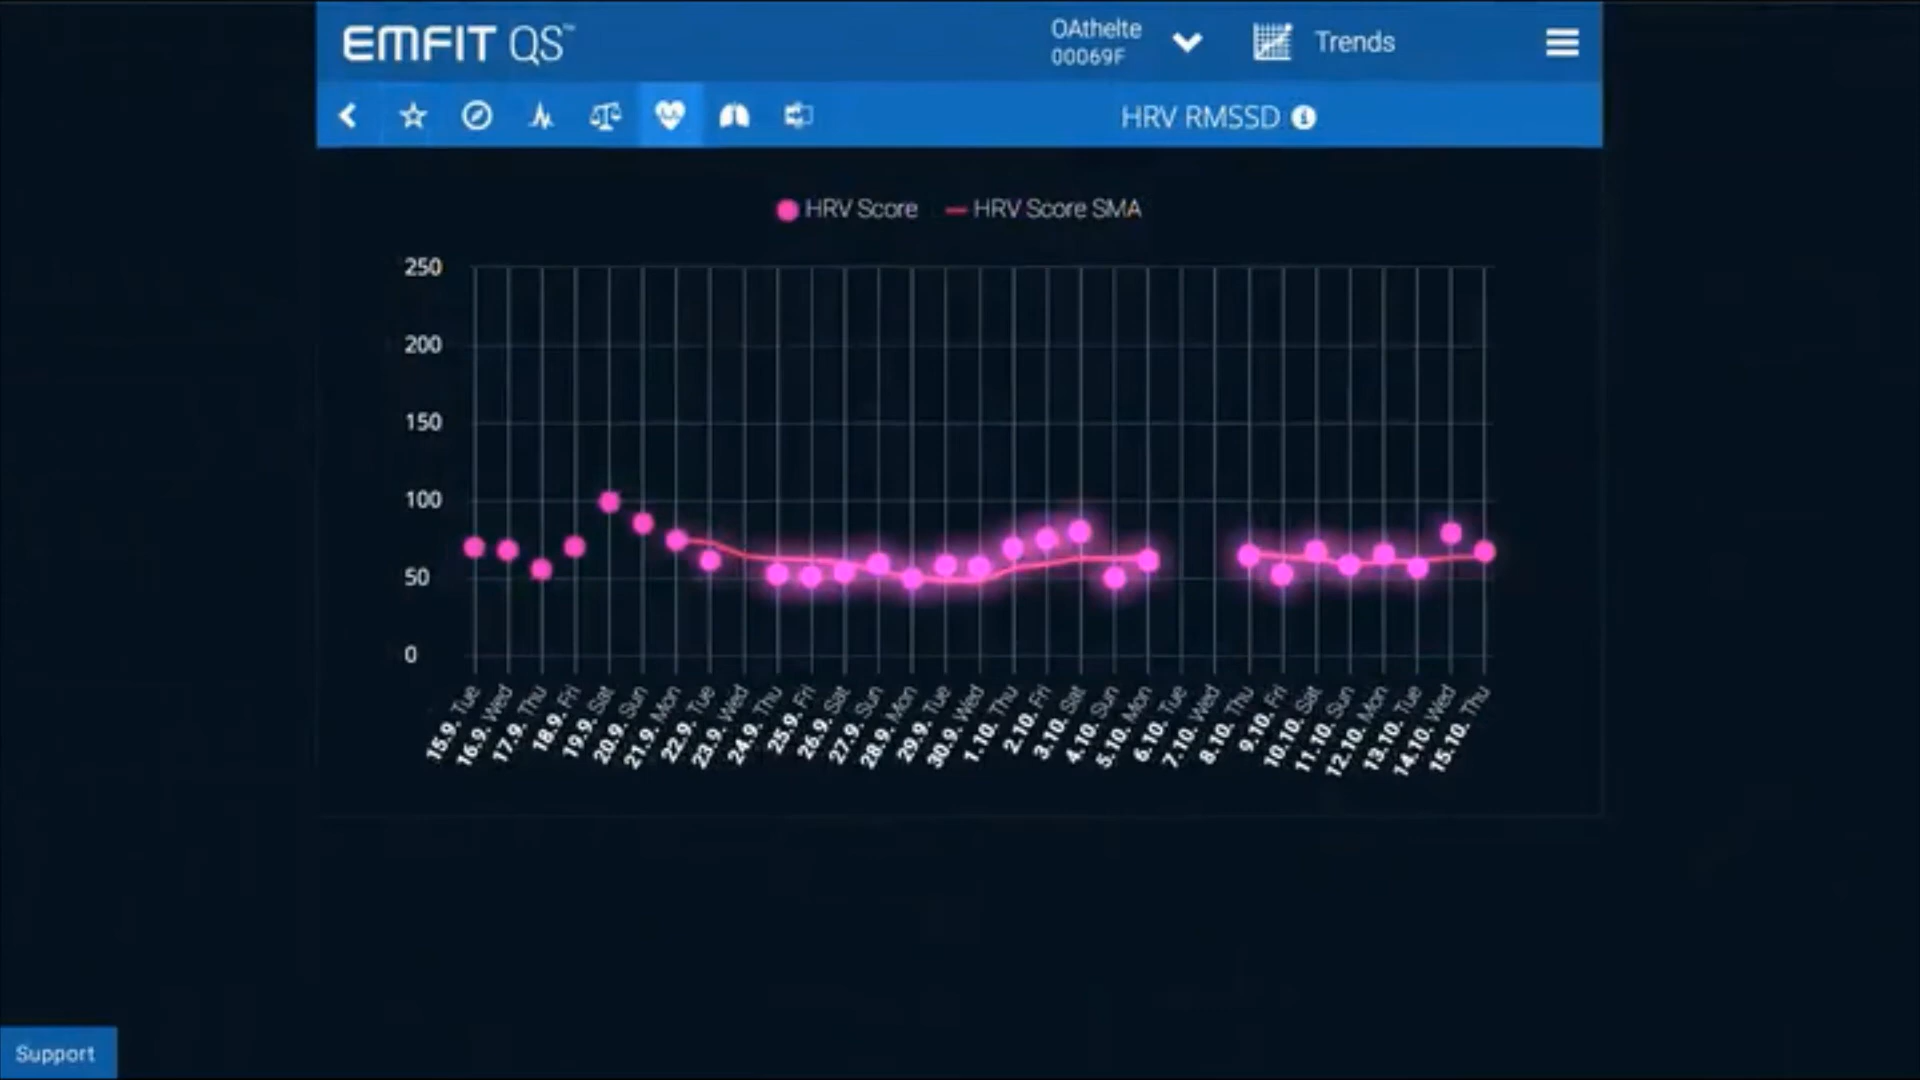 EMFIT QS™
OAthelte
00069F
Trends
HRV RMSSD
HRV Score
HRV Score SMA
250
200
150
100
50
0
15.9. Tue
16.9. Wed
17.9. Thu
18.9. Fri
19.9. Sat
20.9. Sun
21.9. Mon
22.9. Tue
23.9. Wed
24.9. Thu
25.9. Fri
26.9. Sat
27.9. Sun
28.9. Mon
29.9. Tue
30.9. Wed
1.10. Thu
2.10. Fri
3.10. Sat
4.10. Sun
5.10. Mon
6.10. Tue
7.10. Wed
8.10. Thu
9.10. Fri
10.10. Sat
11.10. Sun
12.10. Mon
13.10. Tue
14.10. Wed
15.10. Thu
Support